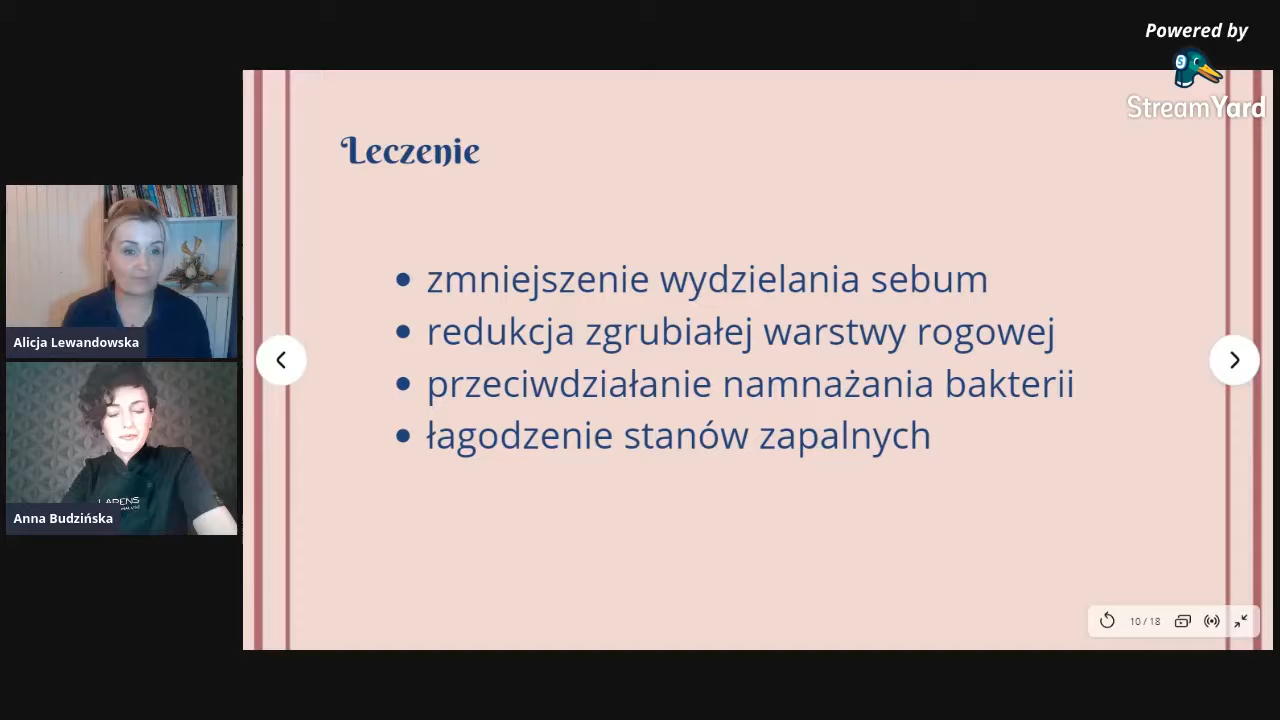 Powered by
StreamYard
Leczenie
zmniejszenie wydzielania sebum
redukcja zgrubiałej warstwy rogowej
przeciwdziałanie namnażania bakterii
łagodzenie stanów zapalnych
Alicja Lewandowska
Anna Budzińska
10 / 18